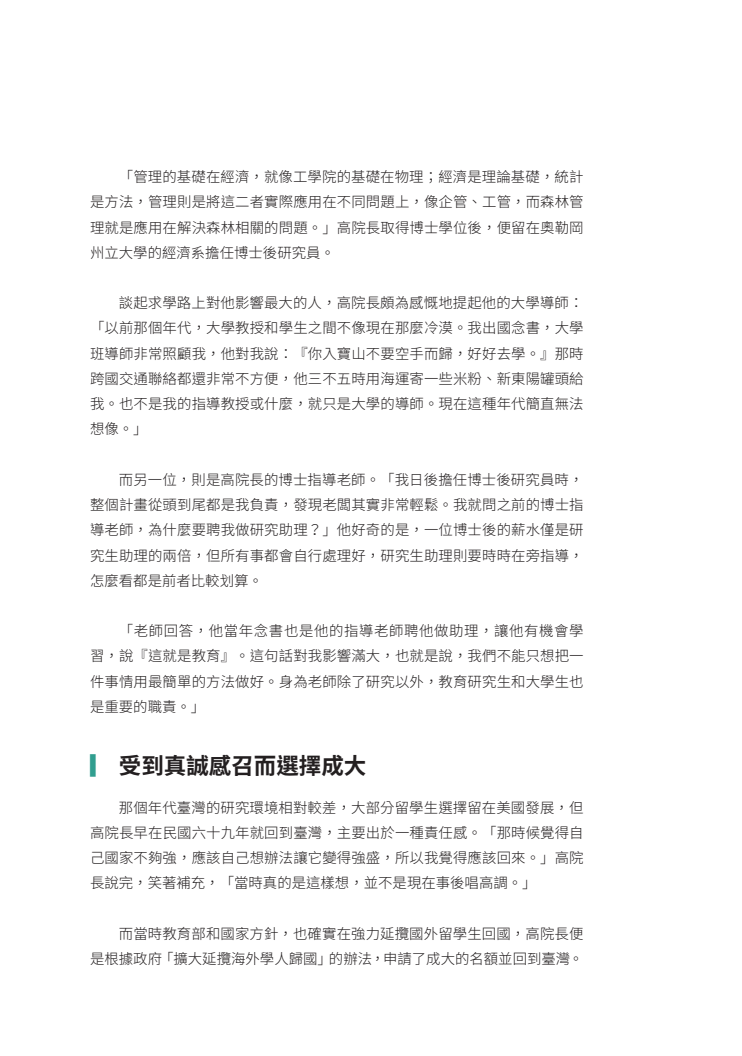 「管理的基礎在經濟，就像工學院的基礎在物理；經濟是理論基礎，統計
是方法，管理則是將這二者實際應用在不同問題上，像企管、工管，而森林管
理就是應用在解決森林相關的問題。」高院長取得博士學位後，便留在奧勒岡
州立大學的經濟系擔任博士後研究員。
談起求學路上對他影響最大的人，高院長頗為感慨地提起他的大學導師：
「以前那個年代，大學教授和學生之間不像現在那麼冷漠。我出國念書，大學
班導師非常照顧我，他對我說：『你入寶山不要空手而歸，好好去學。』那時
跨國交通聯絡都還非常不方便，他三不五時用海運寄一些米粉、新東陽罐頭給
我。也不是我的指導教授或什麼，就只是大學的導師。現在這種年代簡直無法
想像。」
而另一位，則是高院長的博士指導老師。「我日後擔任博士後研究員時，
整個計畫從頭到尾都是我負責，發現老闆其實非常輕鬆。我就問之前的博士指
導老師，為什麼要聘我做研究助理？」他好奇的是，一位博士後的薪水僅是研
究生助理的兩倍，但所有事都會自行處理好，研究生助理則要時時在旁指導，
怎麼看都是前者比較划算。
「老師回答，他當年念書也是他的指導老師聘他做助理，讓他有機會學
習，說『這就是教育』。這句話對我影響滿大，也就是說，我們不能只想把一
件事情用最簡單的方法做好。身為老師除了研究以外，教育研究生和大學生也
是重要的職責。」
受到真誠感召而選擇成大
那個年代臺灣的研究環境相對較差，大部分留學生選擇留在美國發展，但
高院長早在民國六十九年就回到臺灣，主要出於一種責任感。「那時候覺得自
己國家不夠強，應該自己想辦法讓它變得強盛，所以我覺得應該回來。」高院
長說完，笑著補充，「當時真的是這樣想，並不是現在事後唱高調。」
而當時教育部和國家方針，也確實在強力延攬國外留學生回國，高院長便
是根據政府「擴大延攬海外學人歸國」的辦法，申請了成大的名額並回到臺灣。